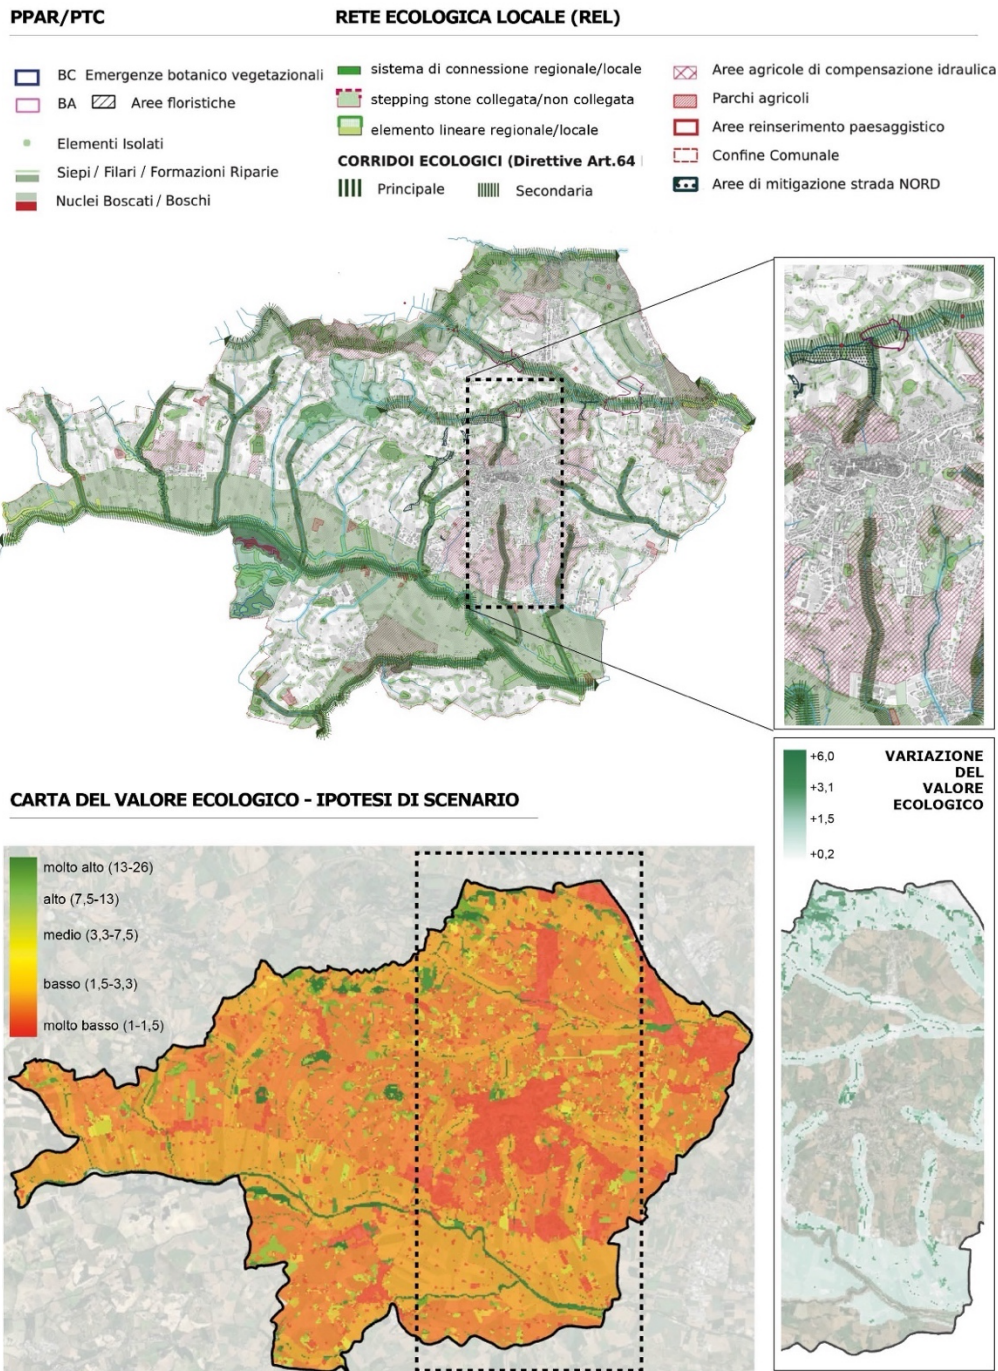 PPAR/PTC
BC Emergenze botanico vegetazionali
BA Aree floristiche
Elementi Isolati
Siepi / Filari / Formazioni Riparie
Nuclei Boscati / Boschi
RETE ECOLOGICA LOCALE (REL)
sistema di connessione regionale/locale
stepping stone collegata/non collegata
elemento lineare regionale/locale
CORRIDOI ECOLOGICI (Direttive Art.64
Principale Secondaria
Aree agricole di compensazione idraulica
Parchi agricoli
Aree reinserimento paesaggistico
Confine Comunale
Aree di mitigazione strada NORD
+6,0
+3,1
+1,5
+0,2
VARIAZIONE
DEL
VALORE
ECOLOGICO
CARTA DEL VALORE ECOLOGICO - IPOTESI DI SCENARIO
molto alto (13-26)
alto (7,5-13)
medio (3,3-7,5)
basso (1,5-3,3)
molto basso (1-1,5)